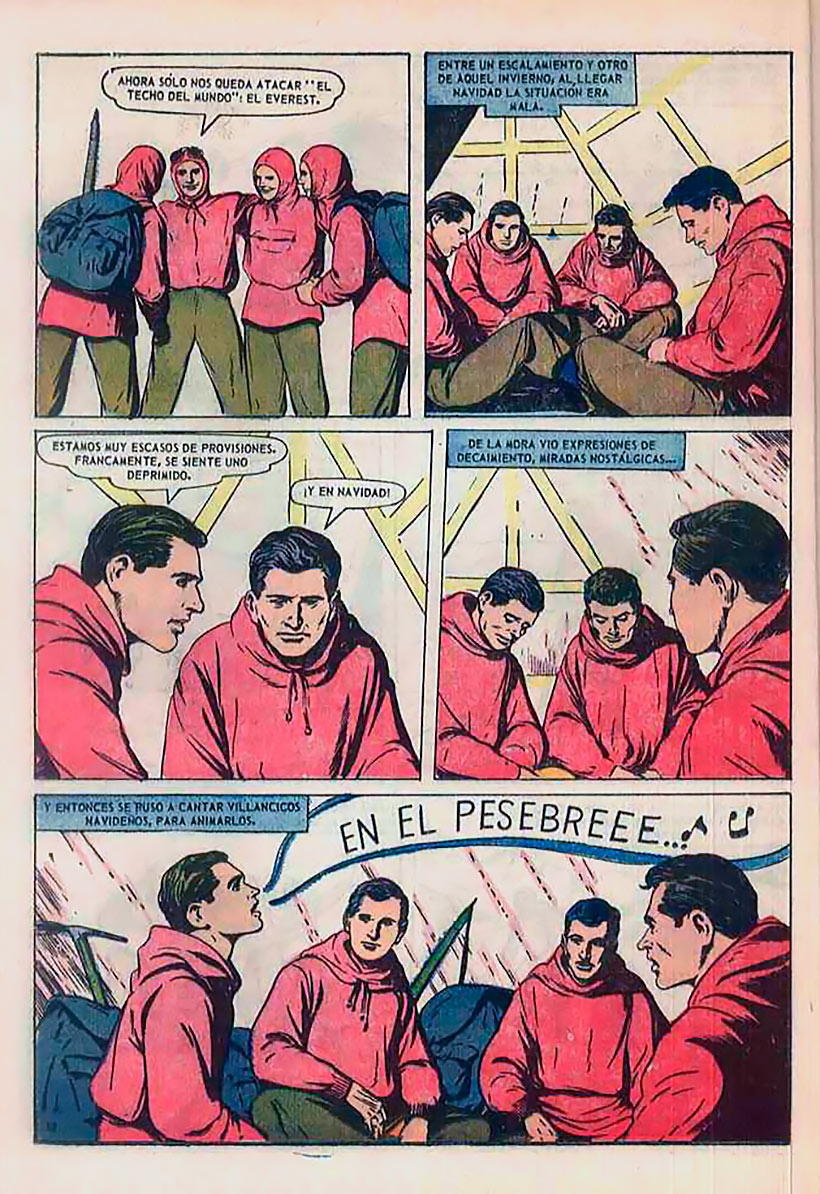 AHORA SÓLO NOS QUEDA ATACAR "EL
TECHO DEL MUNDO": EL EVEREST.
ENTRE UN ESCALAMIENTO Y OTRO
DE AQUEL INVIERNO, AL LLEGAR
NAVIDAD LA SITUACIÓN ERA
MALA.
ESTAMOS MUY ESCASOS DE PROVISIONES.
FRANCAMENTE, SE SIENTE UNO
DEPRIMIDO.
¡Y EN NAVIDAD!
DE LA MORA VIO EXPRESIONES DE
DECAIMIENTO, MIRADAS NOSTÁLGICAS...
Y ENTONCES SE PUSO A CANTAR VILLANCICOS
NAVIDEÑOS, PARA ANIMARLOS.
EN EL PESEBREEE...